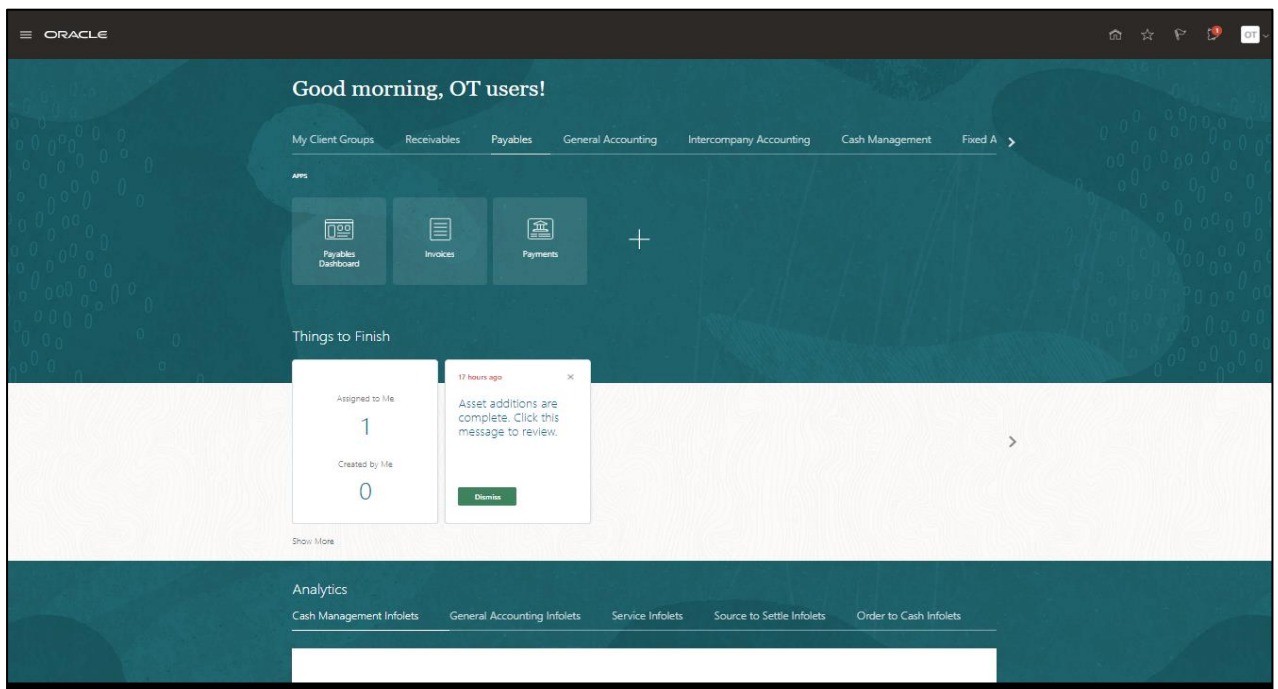 ORACLE
1
OT
Good morning, OT users!
My Client Groups Receivables Payables General Accounting Intercompany Accounting Cash Management Fixed A
APPS
Payables
Dashboard
Invoices
Payments
Things to Finish
Assigned to Me
1
Created by Me
0
17 hours ago
Asset additions are
complete. Click this
message to review.
Dismiss
Show More
Analytics
Cash Management Infolets General Accounting Infolets Service Infolets Source to Settle Infolets Order to Cash Infolets